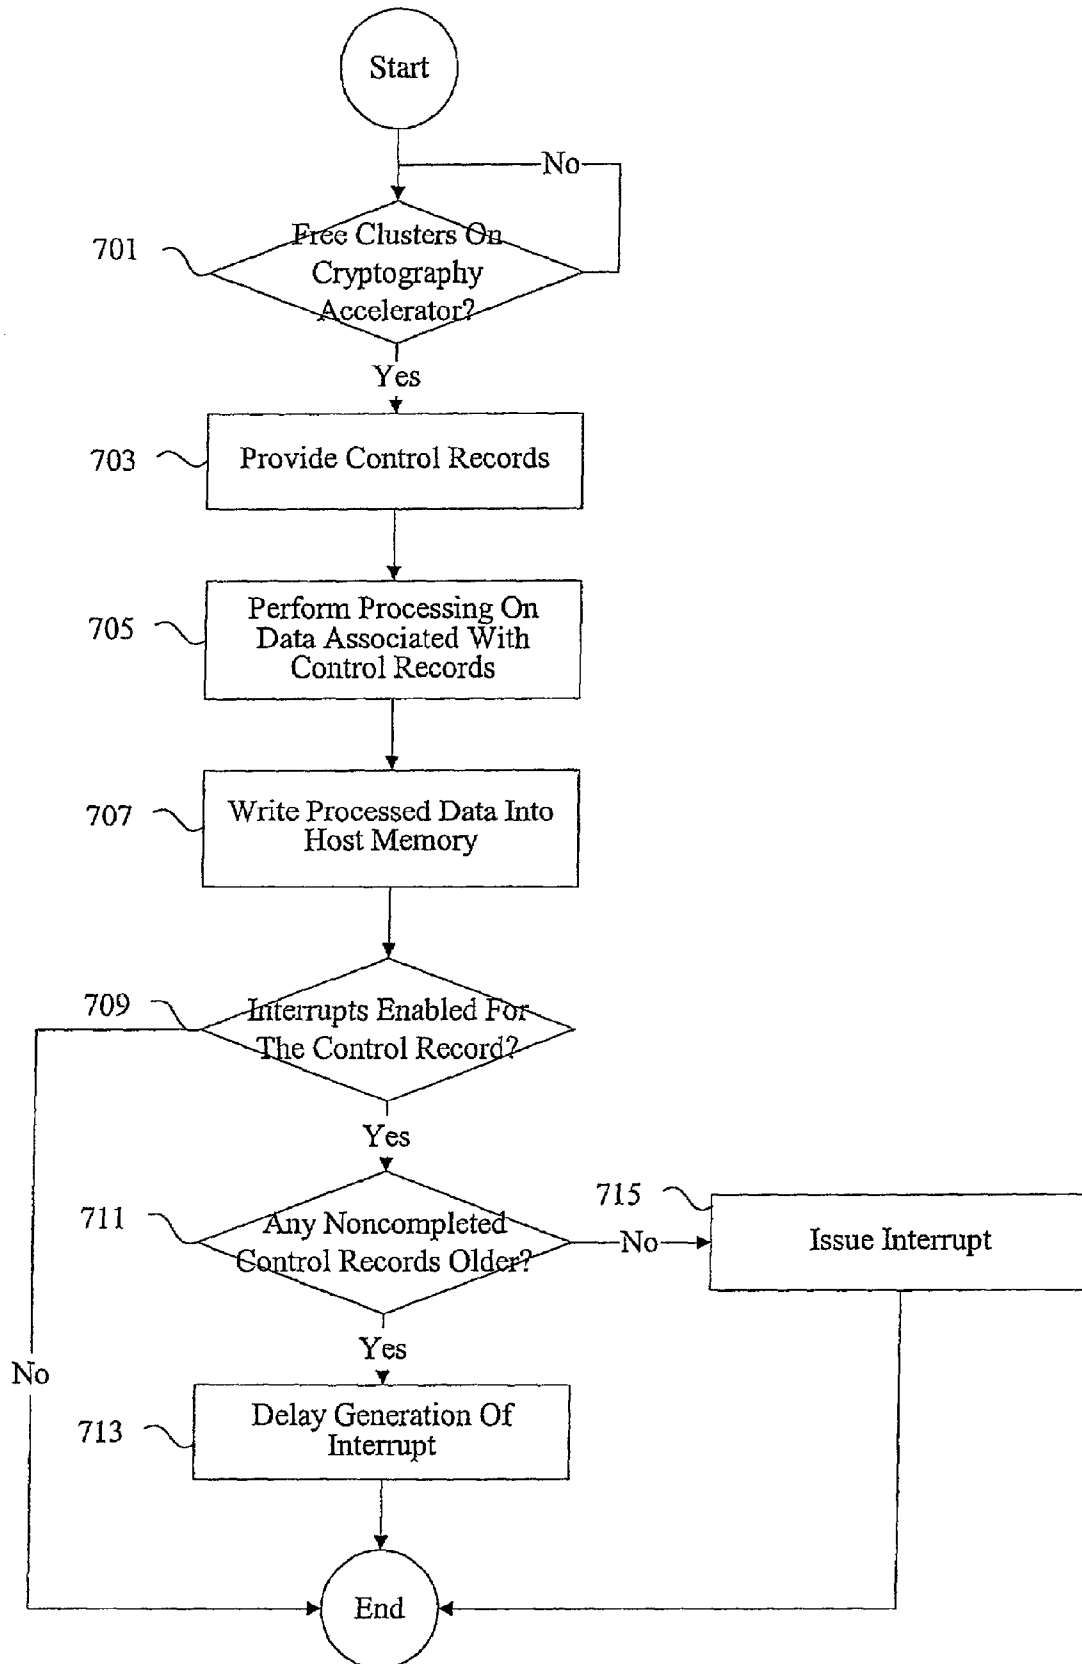 Start
No
701
Free Clusters On
Cryptography
Accelerator?
Yes
703
Provide Control Records
705
Perform Processing On
Data Associated With
Control Records
707
Write Processed Data Into
Host Memory
709
Interrupts Enabled For
The Control Record?
Yes
711
Any Noncompleted
Control Records Older?
No
715
Issue Interrupt
Yes
No
713
Delay Generation Of
Interrupt
End